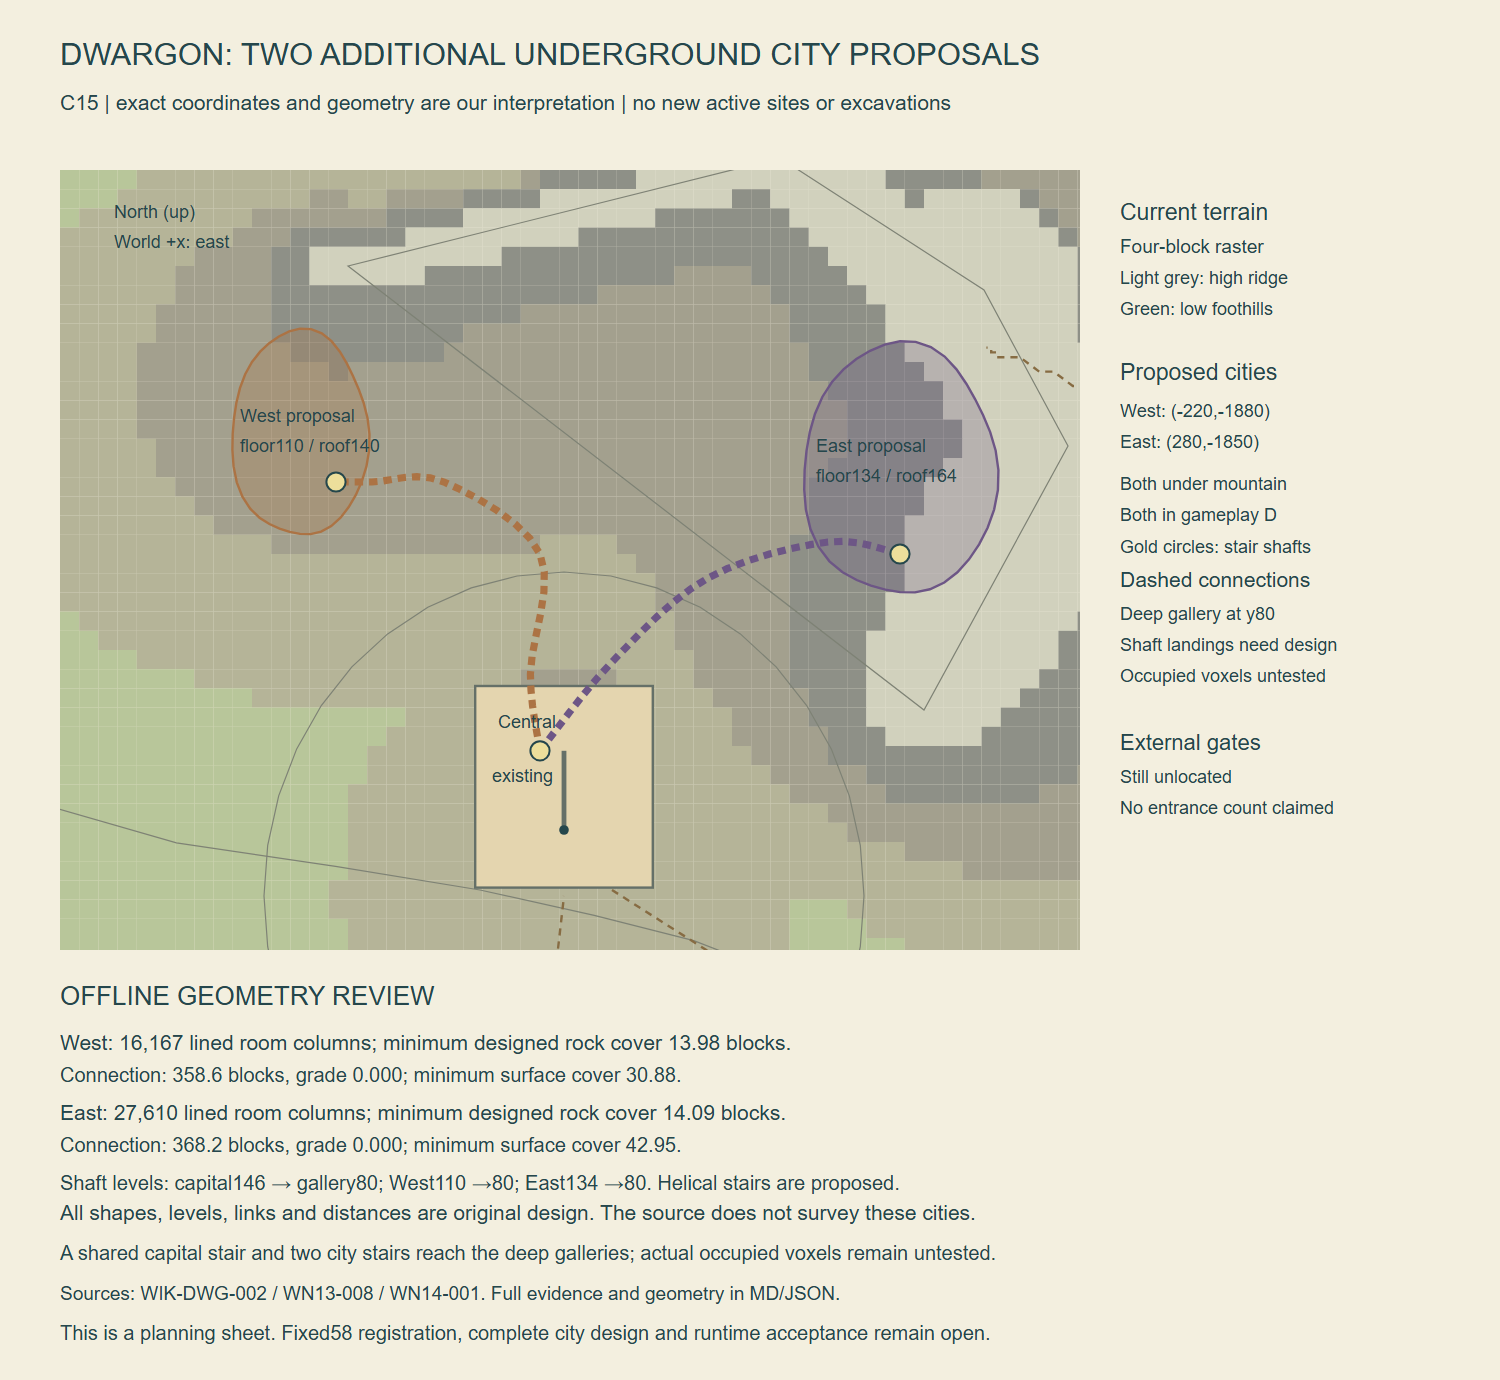 DWARGON: TWO ADDITIONAL UNDERGROUND CITY PROPOSALS
C15 | exact coordinates and geometry are our interpretation | no new active sites or excavations
North (up)
World +x: east
West proposal
floor110 / roof140
East proposal
floor134 / roof164
Central
existing
Current terrain
Four-block raster
Light grey: high ridge
Green: low foothills
Proposed cities
West: (-220,-1880)
East: (280,-1850)
Both under mountain
Both in gameplay D
Gold circles: stair shafts
Dashed connections
Deep gallery at y80
Shaft landings need design
Occupied voxels untested
External gates
Still unlocated
No entrance count claimed
OFFLINE GEOMETRY REVIEW
West: 16,167 lined room columns; minimum designed rock cover 13.98 blocks.
Connection: 358.6 blocks, grade 0.000; minimum surface cover 30.88.
East: 27,610 lined room columns; minimum designed rock cover 14.09 blocks.
Connection: 368.2 blocks, grade 0.000; minimum surface cover 42.95.
Shaft levels: capital146 → gallery80; West110 →80; East134 →80. Helical stairs are proposed.
All shapes, levels, links and distances are original design. The source does not survey these cities.
A shared capital stair and two city stairs reach the deep galleries; actual occupied voxels remain untested.
Sources: WIK-DWG-002 / WN13-008 / WN14-001. Full evidence and geometry in MD/JSON.
This is a planning sheet. Fixed58 registration, complete city design and runtime acceptance remain open.